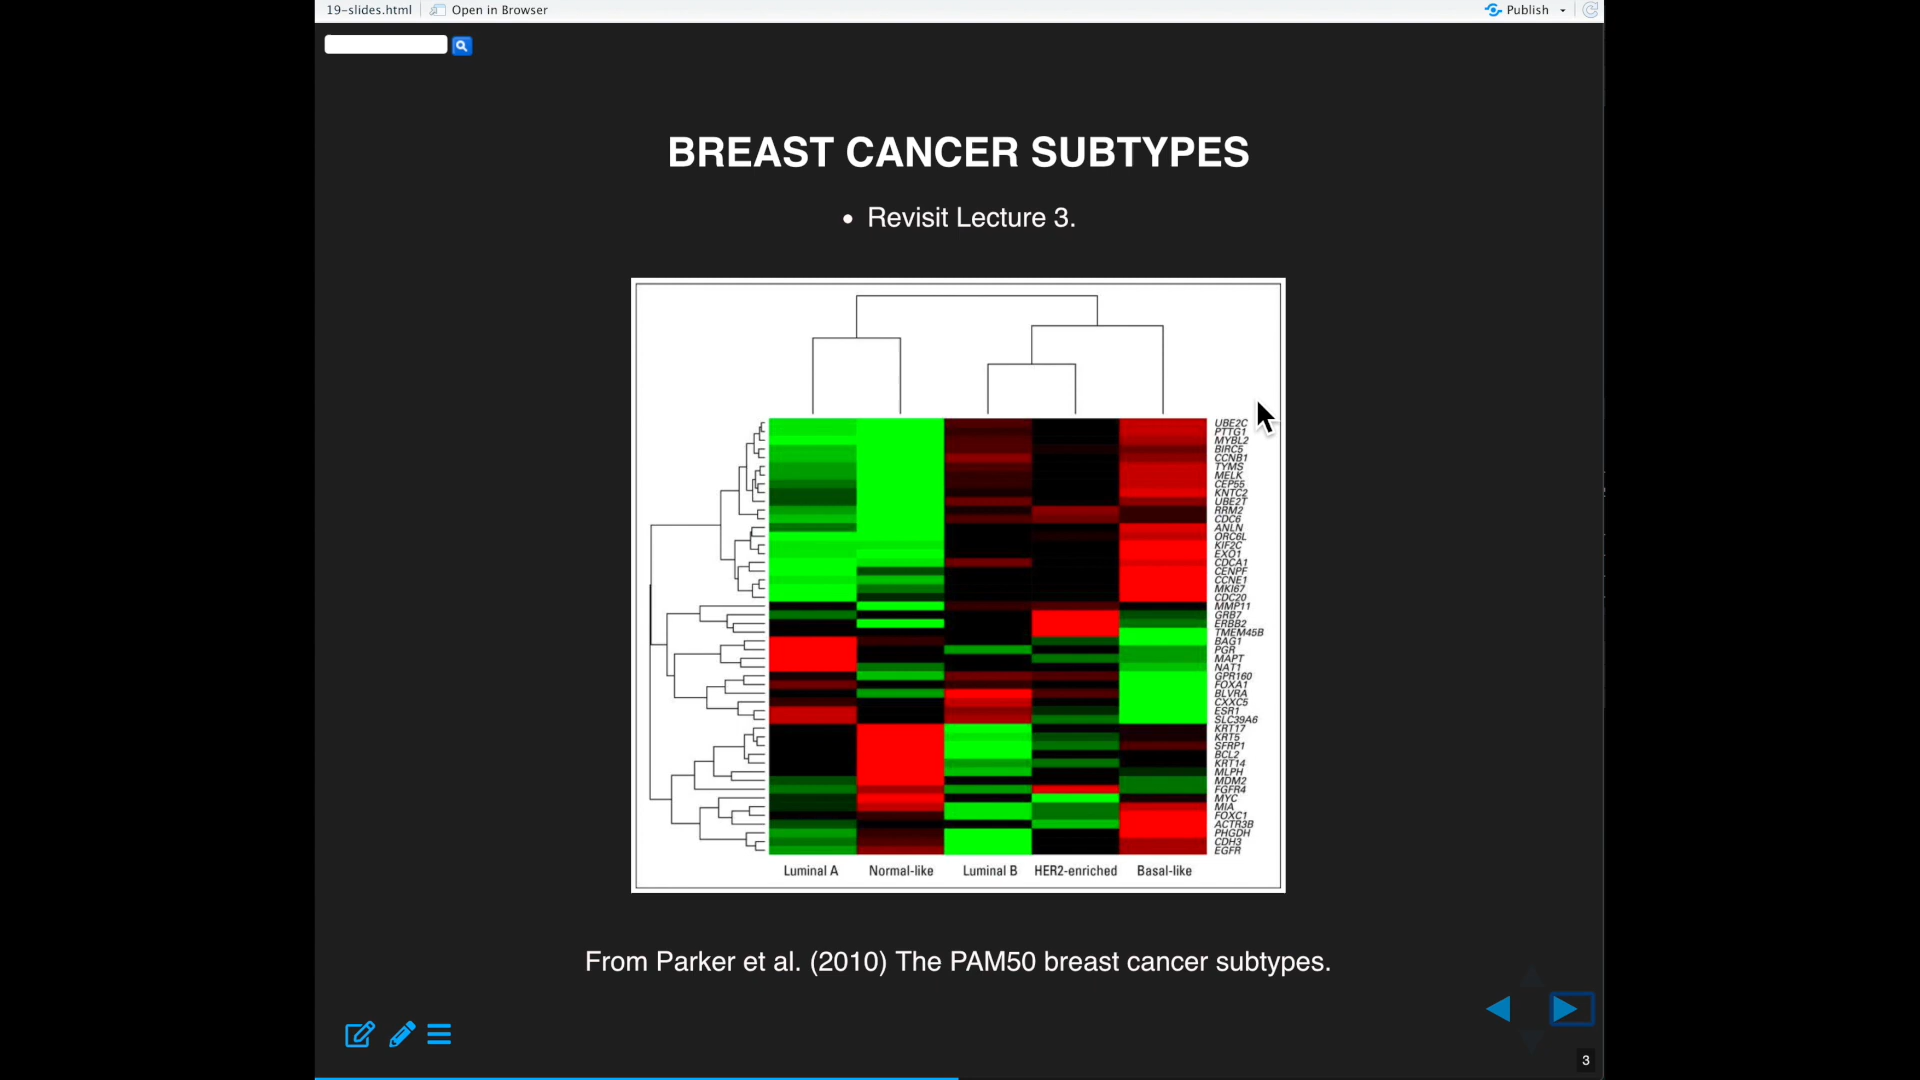 19-slides.html Open in Browser Publish
BREAST CANCER SUBTYPES
• Revisit Lecture 3.
UBE2C
PTTG1
MYBL2
BIRC5
CCNB1
TYMS
MELK
CEP55
KNTC2
UBE2T
RRM2
CDC6
ANLN
ORC6L
KIF2C
EXO1
CDCA1
CENPF
CCNE1
MKI67
CDC20
MMP11
GRB7
ERBB2
TMEM45B
BAG1
PGR
MAPT
NAT1
GPR160
FOXA1
BLVRA
CXXC5
ESR1
SLC39A6
KRT17
KRT5
SFRP1
BCL2
KRT14
MLPH
MDM2
FGFR4
MYC
MIA
FOXC1
ACTR3B
PHGDH
CDH3
EGFR
Luminal A Normal-like Luminal B HER2-enriched Basal-like
From Parker et al. (2010) The PAM50 breast cancer subtypes.
3